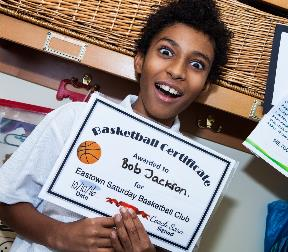 Basketball Certificate
Awarded to
Bob Jackson.
for
Eastown Saturday Basketball Club
Date
Signed